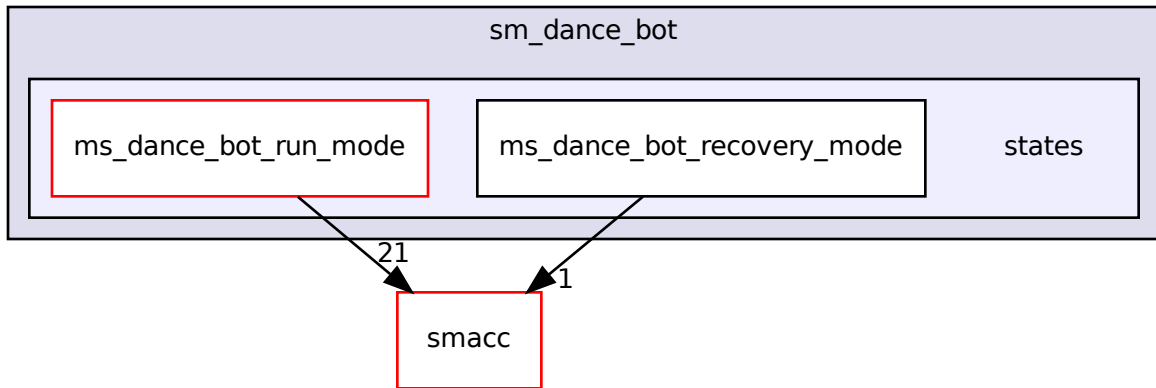 sm_dance_bot
ms_dance_bot_run_mode
ms_dance_bot_recovery_mode
states
21
1
smacc